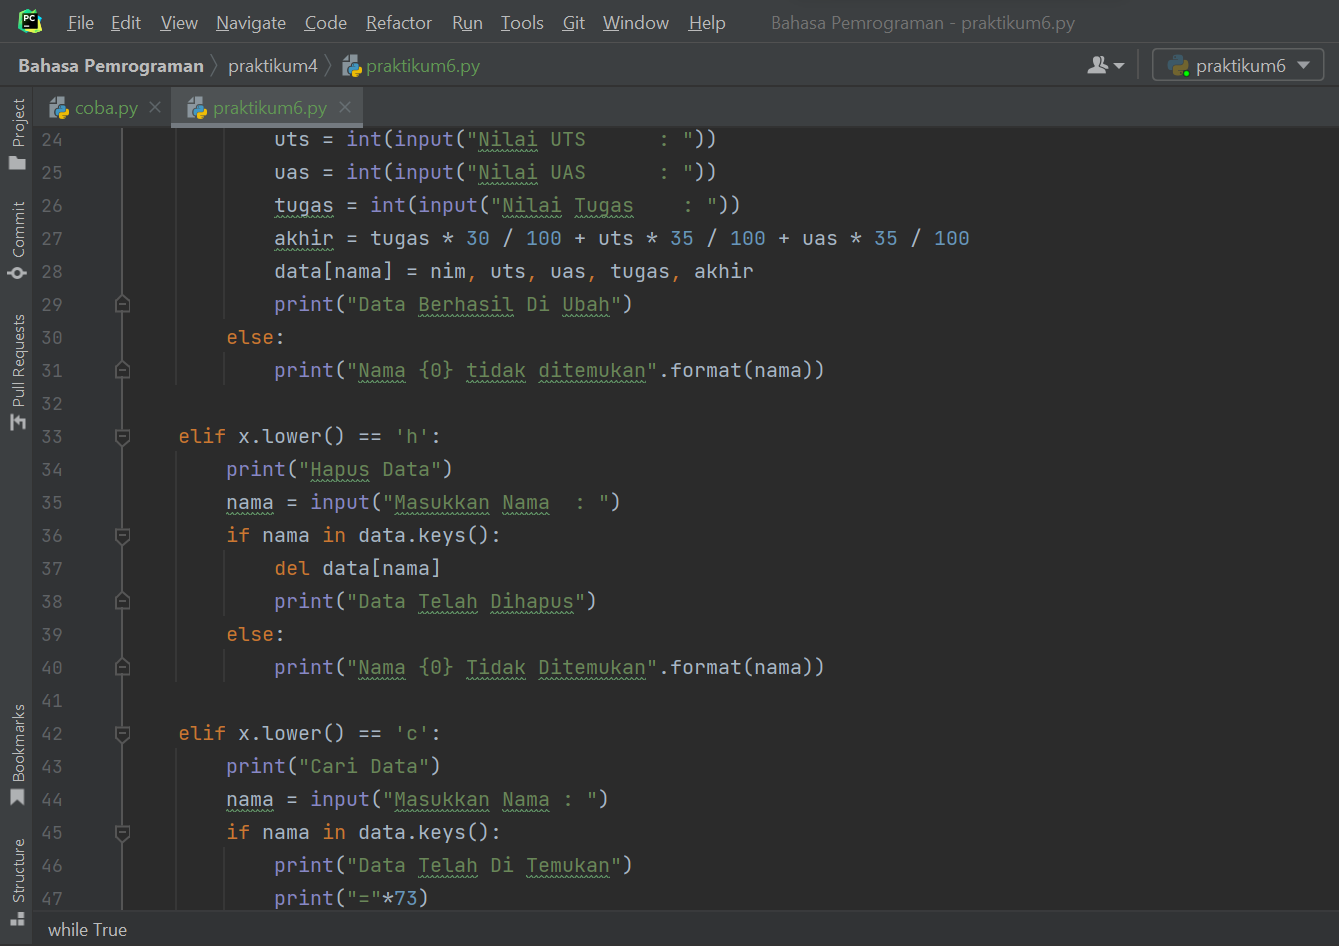 PC
File Edit View Navigate Code Refactor Run Tools Git Window Help Bahasa Pemrograman - praktikum6.py
Bahasa Pemrograman praktikum4 praktikum6.py praktikum6
coba.py praktikum6.py
Project
Commit
Pull Requests
Bookmarks
Structure
24 uts = int(input("Nilai UTS      : "))
25 uas = int(input("Nilai UAS      : "))
26 tugas = int(input("Nilai Tugas    : "))
27 akhir = tugas * 30 / 100 + uts * 35 / 100 + uas * 35 / 100
28 data[nama] = nim, uts, uas, tugas, akhir
29 print("Data Berhasil Di Ubah")
30 else:
31 print("Nama {0} tidak ditemukan".format(nama))
32
33 elif x.lower() == 'h':
34 print("Hapus Data")
35 nama = input("Masukkan Nama  : ")
36 if nama in data.keys():
37 del data[nama]
38 print("Data Telah Dihapus")
39 else:
40 print("Nama {0} Tidak Ditemukan".format(nama))
41
42 elif x.lower() == 'c':
43 print("Cari Data")
44 nama = input("Masukkan Nama : ")
45 if nama in data.keys():
46 print("Data Telah Di Temukan")
47 print("="*73)
while True